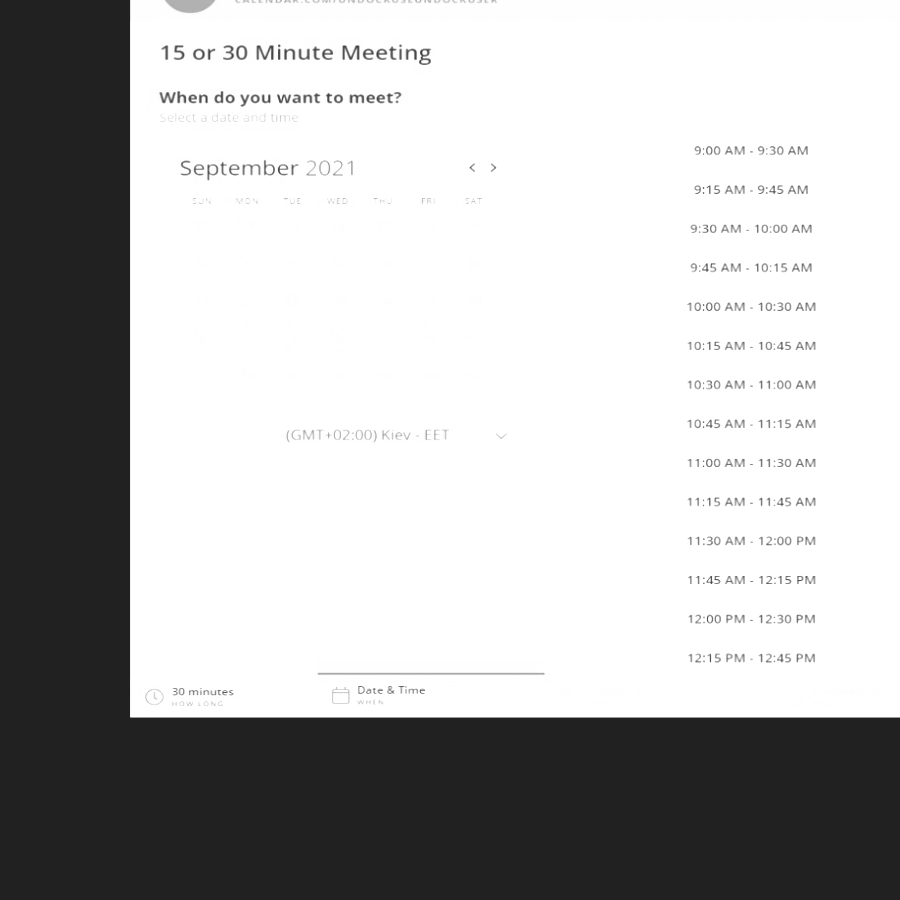 15 or 30 Minute Meeting
When do you want to meet?
Select a date and time
September 2021
< >
SUN MON TUE WED THU FRI SAT
(GMT+02:00) Kiev - EET
9:00 AM - 9:30 AM
9:15 AM - 9:45 AM
9:30 AM - 10:00 AM
9:45 AM - 10:15 AM
10:00 AM - 10:30 AM
10:15 AM - 10:45 AM
10:30 AM - 11:00 AM
10:45 AM - 11:15 AM
11:00 AM - 11:30 AM
11:15 AM - 11:45 AM
11:30 AM - 12:00 PM
11:45 AM - 12:15 PM
12:00 PM - 12:30 PM
12:15 PM - 12:45 PM
30 minutes
HOW LONG
Date & Time
WHEN